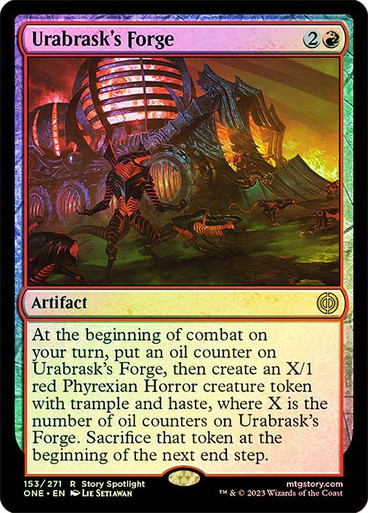 Urabrask's Forge 2
Artifact
At the beginning of combat on
your turn, put an oil counter on
Urabrask's Forge, then create an X/1
red Phyrexian Horror creature token
with trample and haste, where X is the
number of oil counters on Urabrask's
Forge. Sacrifice that token at the
beginning of the next end step.
153/271 R Story Spotlight mtgstory.com
ONE • EN Lie Setiawan ™ & © 2023 Wizards of the Coast